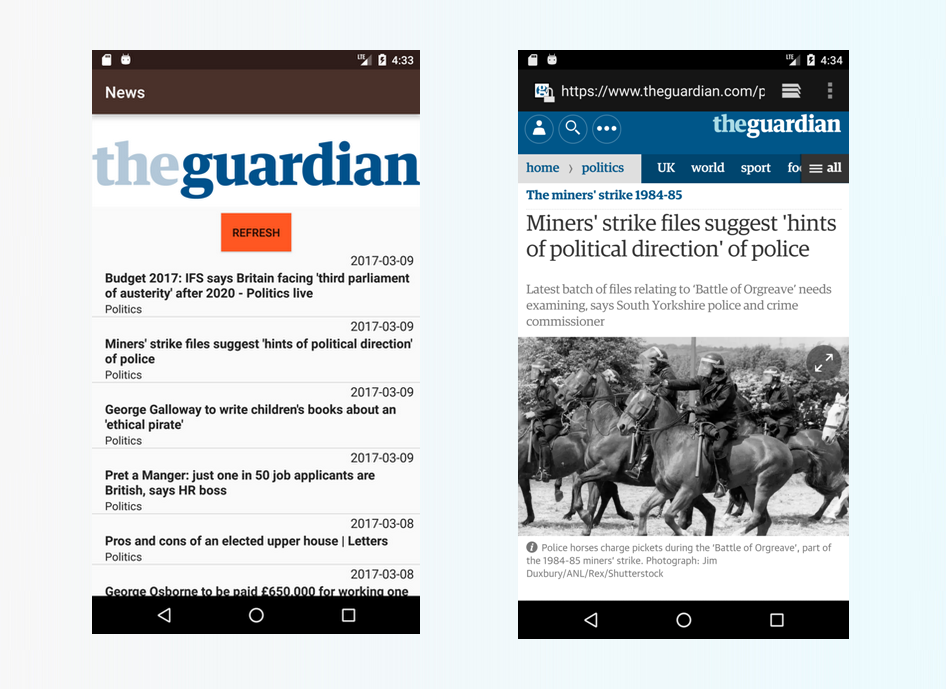 LTE 4:33
News
theguardian
REFRESH
2017-03-09
Budget 2017: IFS says Britain facing 'third parliament
of austerity' after 2020 - Politics live
Politics
2017-03-09
Miners' strike files suggest 'hints of political direction'
of police
Politics
2017-03-09
George Galloway to write children's books about an
'ethical pirate'
Politics
2017-03-09
Pret a Manger: just one in 50 job applicants are
British, says HR boss
Politics
2017-03-08
Pros and cons of an elected upper house | Letters
Politics
2017-03-08
George Osborne to be paid £650,000 for working one
LTE 4:34
https://www.theguardian.com/p
theguardian
home › politics UK world sport fo all
The miners' strike 1984-85
Miners' strike files suggest 'hints
of political direction' of police
Latest batch of files relating to 'Battle of Orgreave' needs
examining, says South Yorkshire police and crime
commissioner
Police horses charge pickets during the 'Battle of Orgreave', part of
the 1984-85 miners' strike. Photograph: Jim
Duxbury/ANL/Rex/Shutterstock